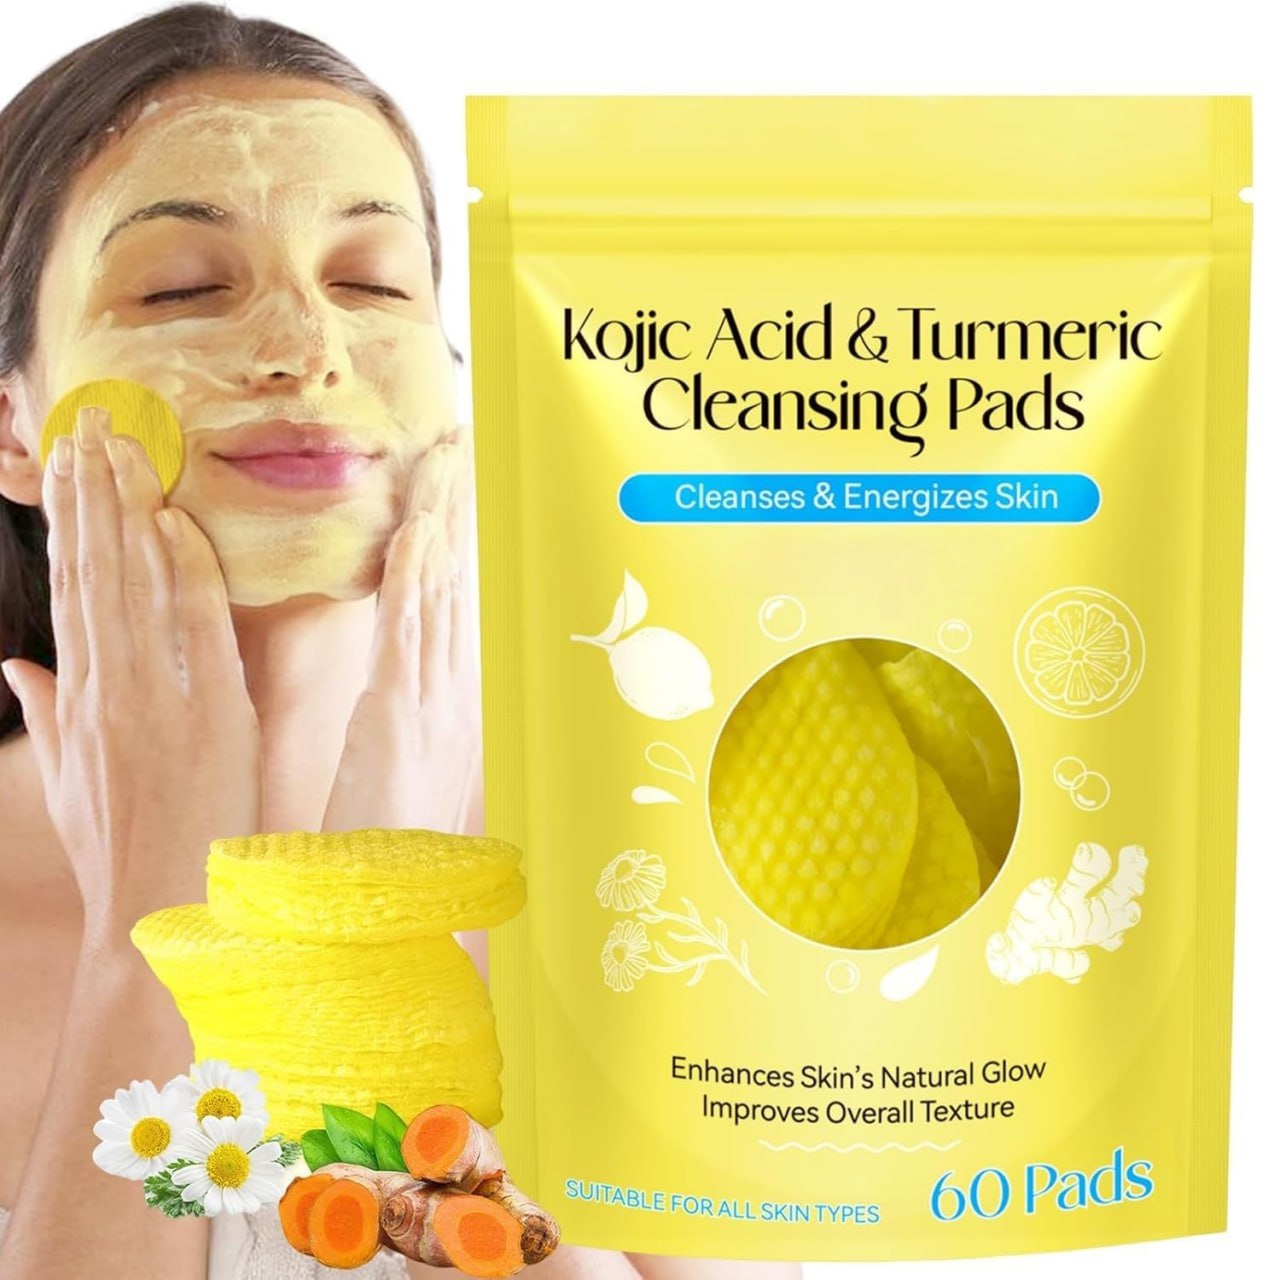 Kojic Acid & Turmeric
Cleansing Pads
Cleanses & Energizes Skin
Enhances Skin's Natural Glow
Improves Overall Texture
SUITABLE FOR ALL SKIN TYPES
60 Pads